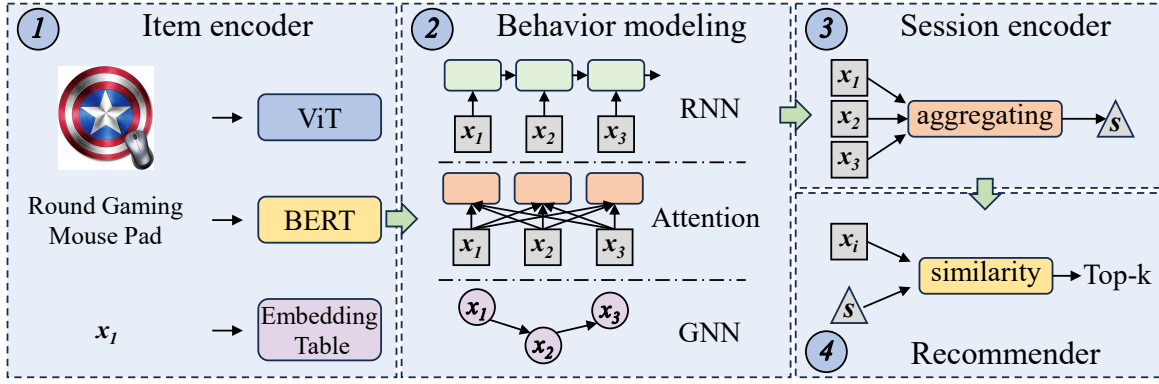 1
Item encoder
ViT
Round Gaming
Mouse Pad
BERT
x1
Embedding
Table
2
Behavior modeling
x1 x2 x3
RNN
x1 x2 x3
Attention
x1 x2 x3
GNN
3
Session encoder
x1
x2
x3
aggregating
s
xi
s
similarity
Top-k
4
Recommender